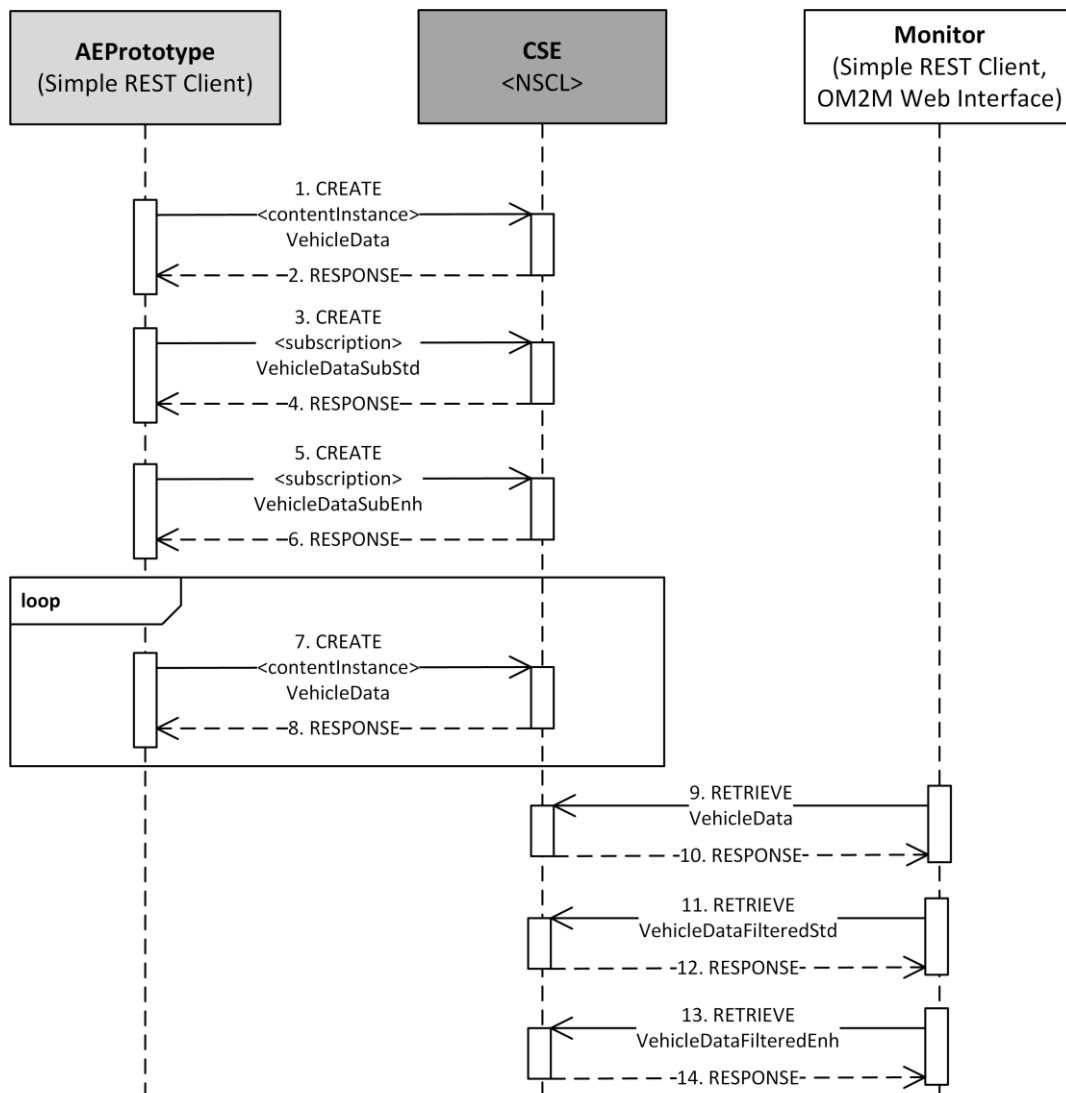 AEPrototype
(Simple REST Client)
CSE
<NSCL>
Monitor
(Simple REST Client,
OM2M Web Interface)
1. CREATE
<contentInstance>
VehicleData
2. RESPONSE
3. CREATE
<subscription>
VehicleDataSubStd
4. RESPONSE
5. CREATE
<subscription>
VehicleDataSubEnh
6. RESPONSE
loop
7. CREATE
<contentInstance>
VehicleData
8. RESPONSE
9. RETRIEVE
VehicleData
10. RESPONSE
11. RETRIEVE
VehicleDataFilteredStd
12. RESPONSE
13. RETRIEVE
VehicleDataFilteredEnh
14. RESPONSE